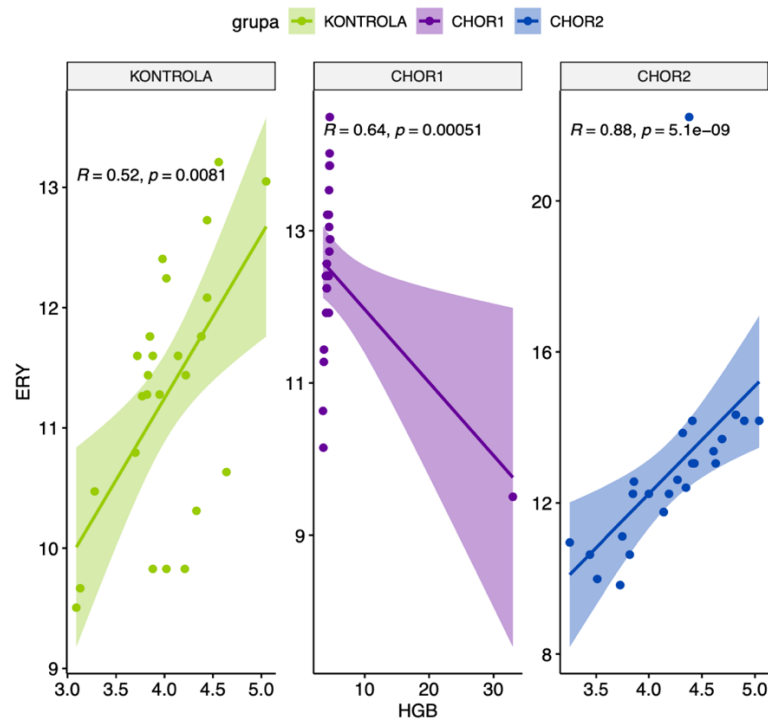 grupa KONTROLA CHOR1 CHOR2
KONTROLA CHOR1 CHOR2
R = 0.52, p = 0.0081
R = 0.64, p = 0.00051
R = 0.88, p = 5.1e−09
ERY
13
12
11
10
9
13
11
9
20
16
12
8
3.0 3.5 4.0 4.5 5.0
10 20 30
3.5 4.0 4.5 5.0
HGB